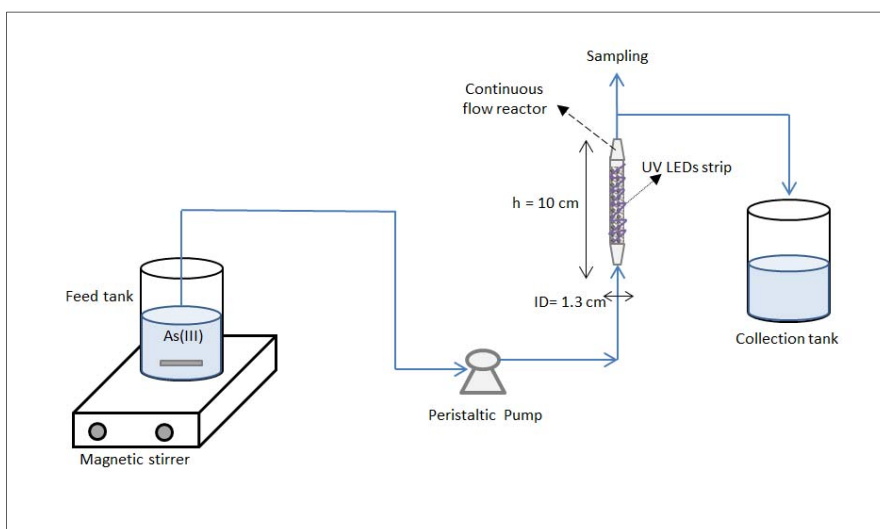 Sampling
Continuous
flow reactor
UV LEDs strip
h = 10 cm
Feed tank
As(III)
ID= 1.3 cm
Collection tank
Peristaltic Pump
Magnetic stirrer